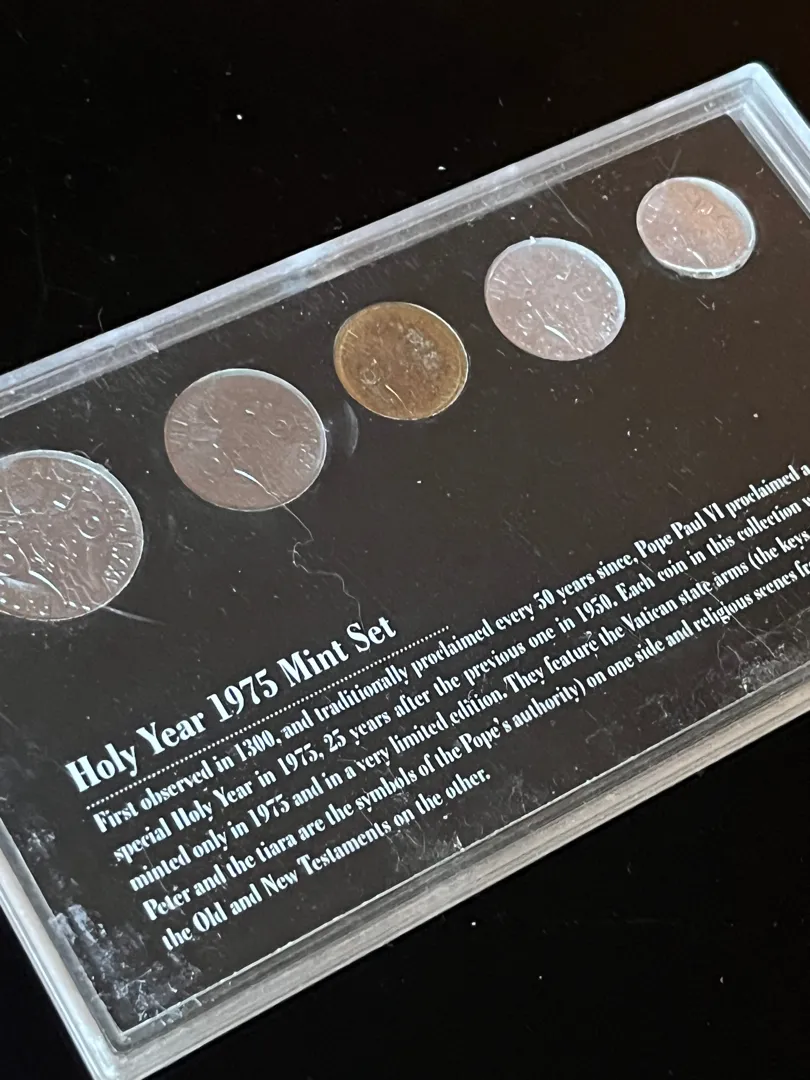 Holy Year 1975 Mint Set
First observed in 1300, and traditionally proclaimed every 50 years since, Pope Paul VI proclaimed a
special Holy Year in 1975, 25 years after the previous one in 1950. Each coin in this collection
minted only in 1975 and in a very limited edition. They feature the Vatican state arms (the keys
Peter and the tiara are the symbols of the Pope's authority) on one side and religious scenes
the Old and New Testaments on the other.